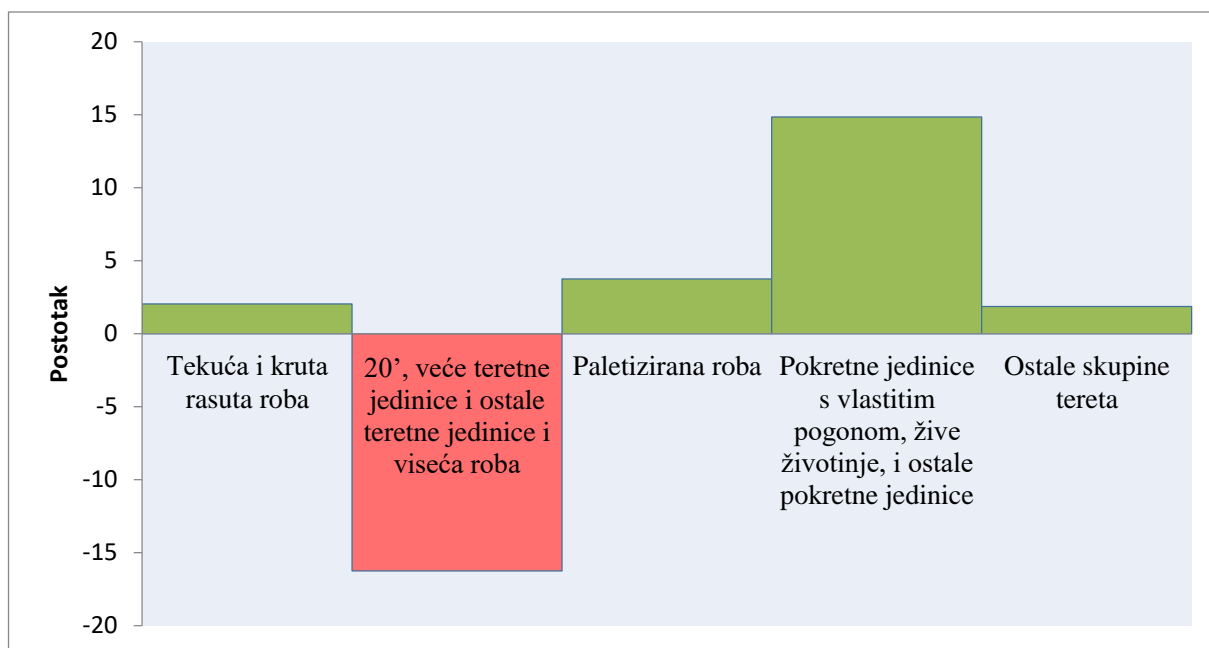 20
15
10
5
0
-5
-10
-15
-20
Postotak
Tekuća i kruta
rasuta roba
20’, veće teretne
jedinice i ostale
teretne jedinice i
viseća roba
Paletizirana roba
Pokretne jedinice
s vlastitim
pogonom, žive
životinje, i ostale
pokretne jedinice
Ostale skupine
tereta